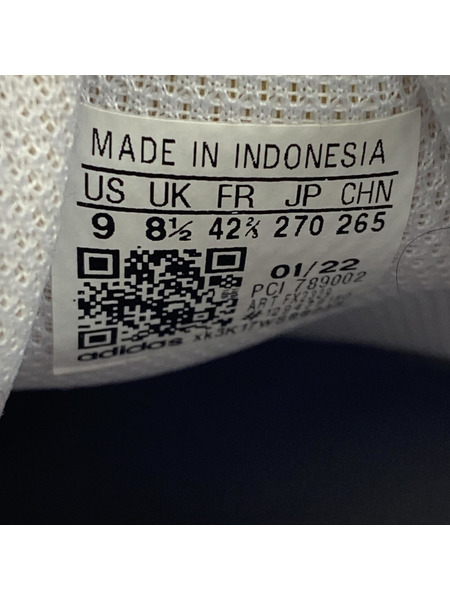 MADE IN INDONESIA
US UK FR JP CHN
9 8½ 42⅔ 270 265
01/22
PCI 789002
adidas